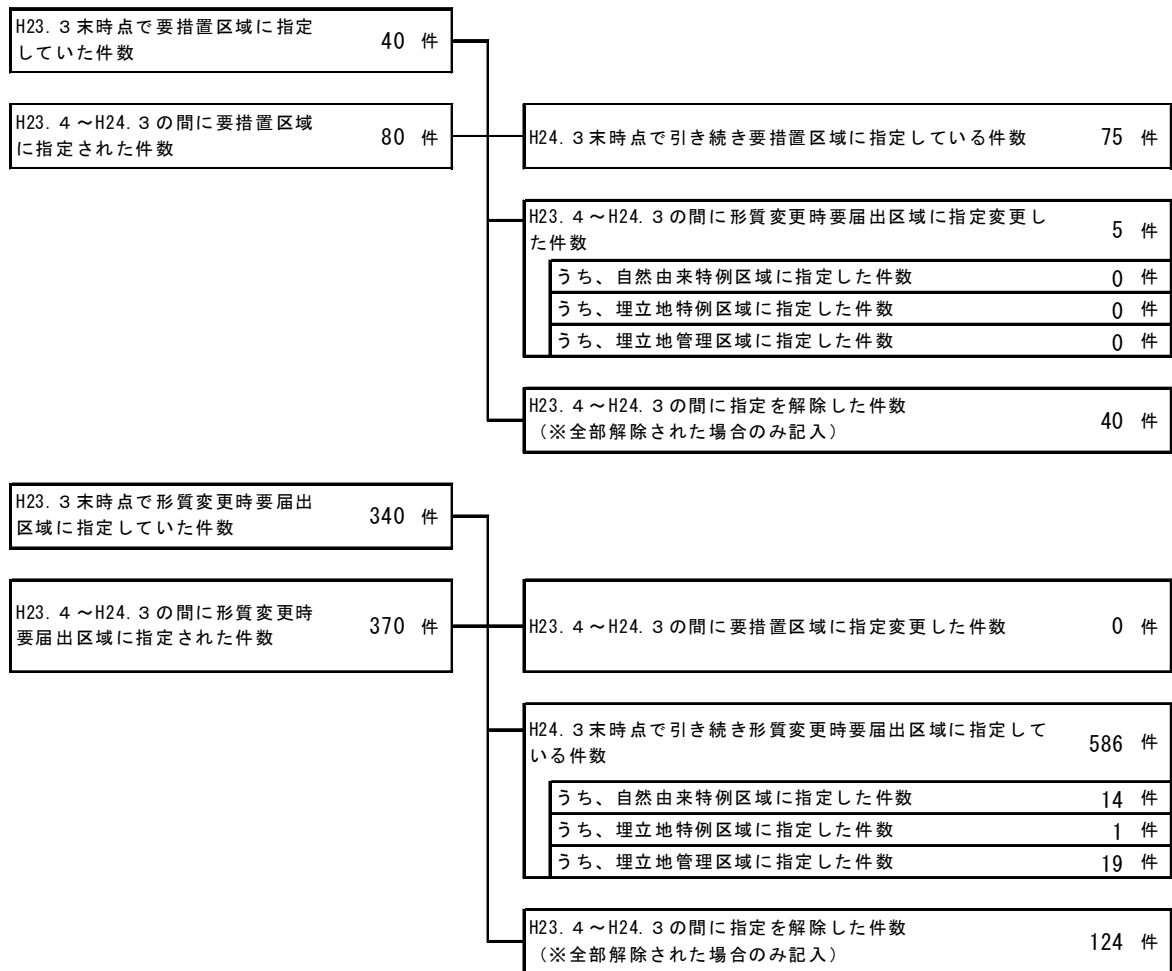 H23.3末時点で要措置区域に指定
していた件数 40 件
H23.4~H24.3の間に要措置区域
に指定された件数 80 件
H24.3末時点で引き続き要措置区域に指定している件数 75 件
H23.4~H24.3の間に形質変更時要届出区域に指定変更し
た件数 5 件
うち、自然由来特例区域に指定した件数 0 件
うち、埋立地特例区域に指定した件数 0 件
うち、埋立地管理区域に指定した件数 0 件
H23.4~H24.3の間に指定を解除した件数
(※全部解除された場合のみ記入) 40 件
H23.3末時点で形質変更時要届出
区域に指定していた件数 340 件
H23.4~H24.3の間に形質変更時
要届出区域に指定された件数 370 件
H23.4~H24.3の間に要措置区域に指定変更した件数 0 件
H24.3末時点で引き続き形質変更時要届出区域に指定して
いる件数 586 件
うち、自然由来特例区域に指定した件数 14 件
うち、埋立地特例区域に指定した件数 1 件
うち、埋立地管理区域に指定した件数 19 件
H23.4~H24.3の間に指定を解除した件数
(※全部解除された場合のみ記入) 124 件